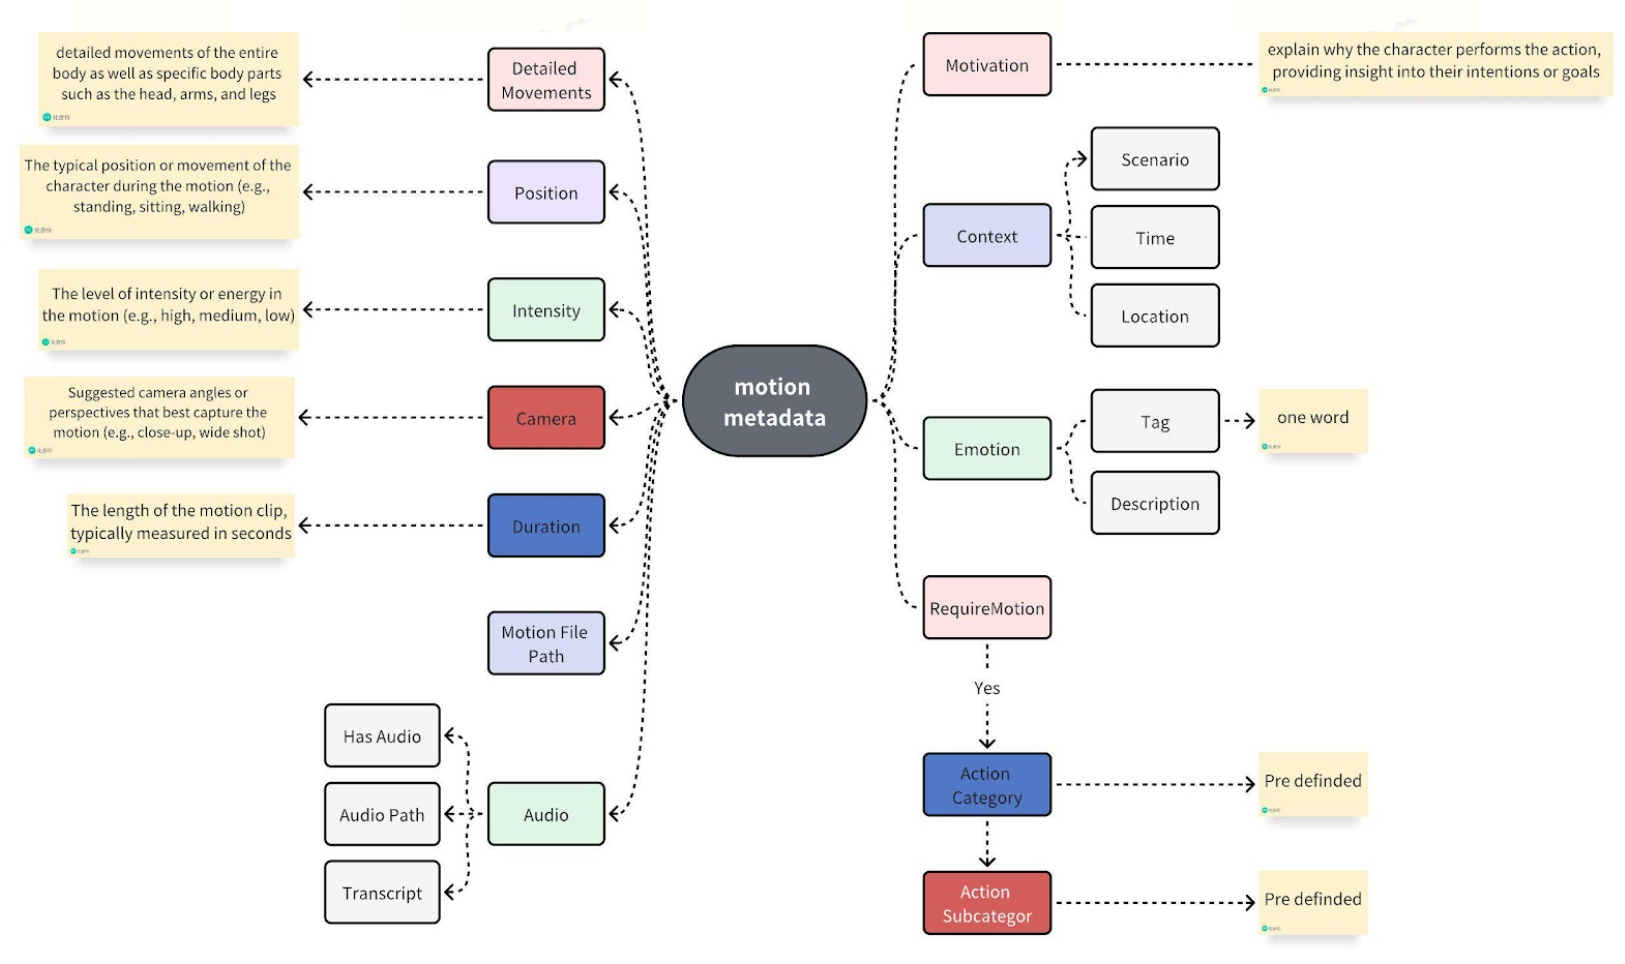 detailed movements of the entire
body as well as specific body parts
such as the head, arms, and legs
Detailed
Movements
The typical position or movement of the
character during the motion (e.g.,
standing, sitting, walking)
Position
The level of intensity or energy in
the motion (e.g., high, medium, low)
Intensity
Suggested camera angles or
perspectives that best capture the
motion (e.g., close-up, wide shot)
Camera
The length of the motion clip,
typically measured in seconds
Duration
Motion File
Path
Has Audio
Audio Path
Transcript
Audio
motion
metadata
Motivation
explain why the character performs the action,
providing insight into their intentions or goals
Context
Scenario
Time
Location
Emotion
Tag
one word
Description
RequireMotion
Yes
Action
Category
Pre definded
Action
Subcategor
Pre definded